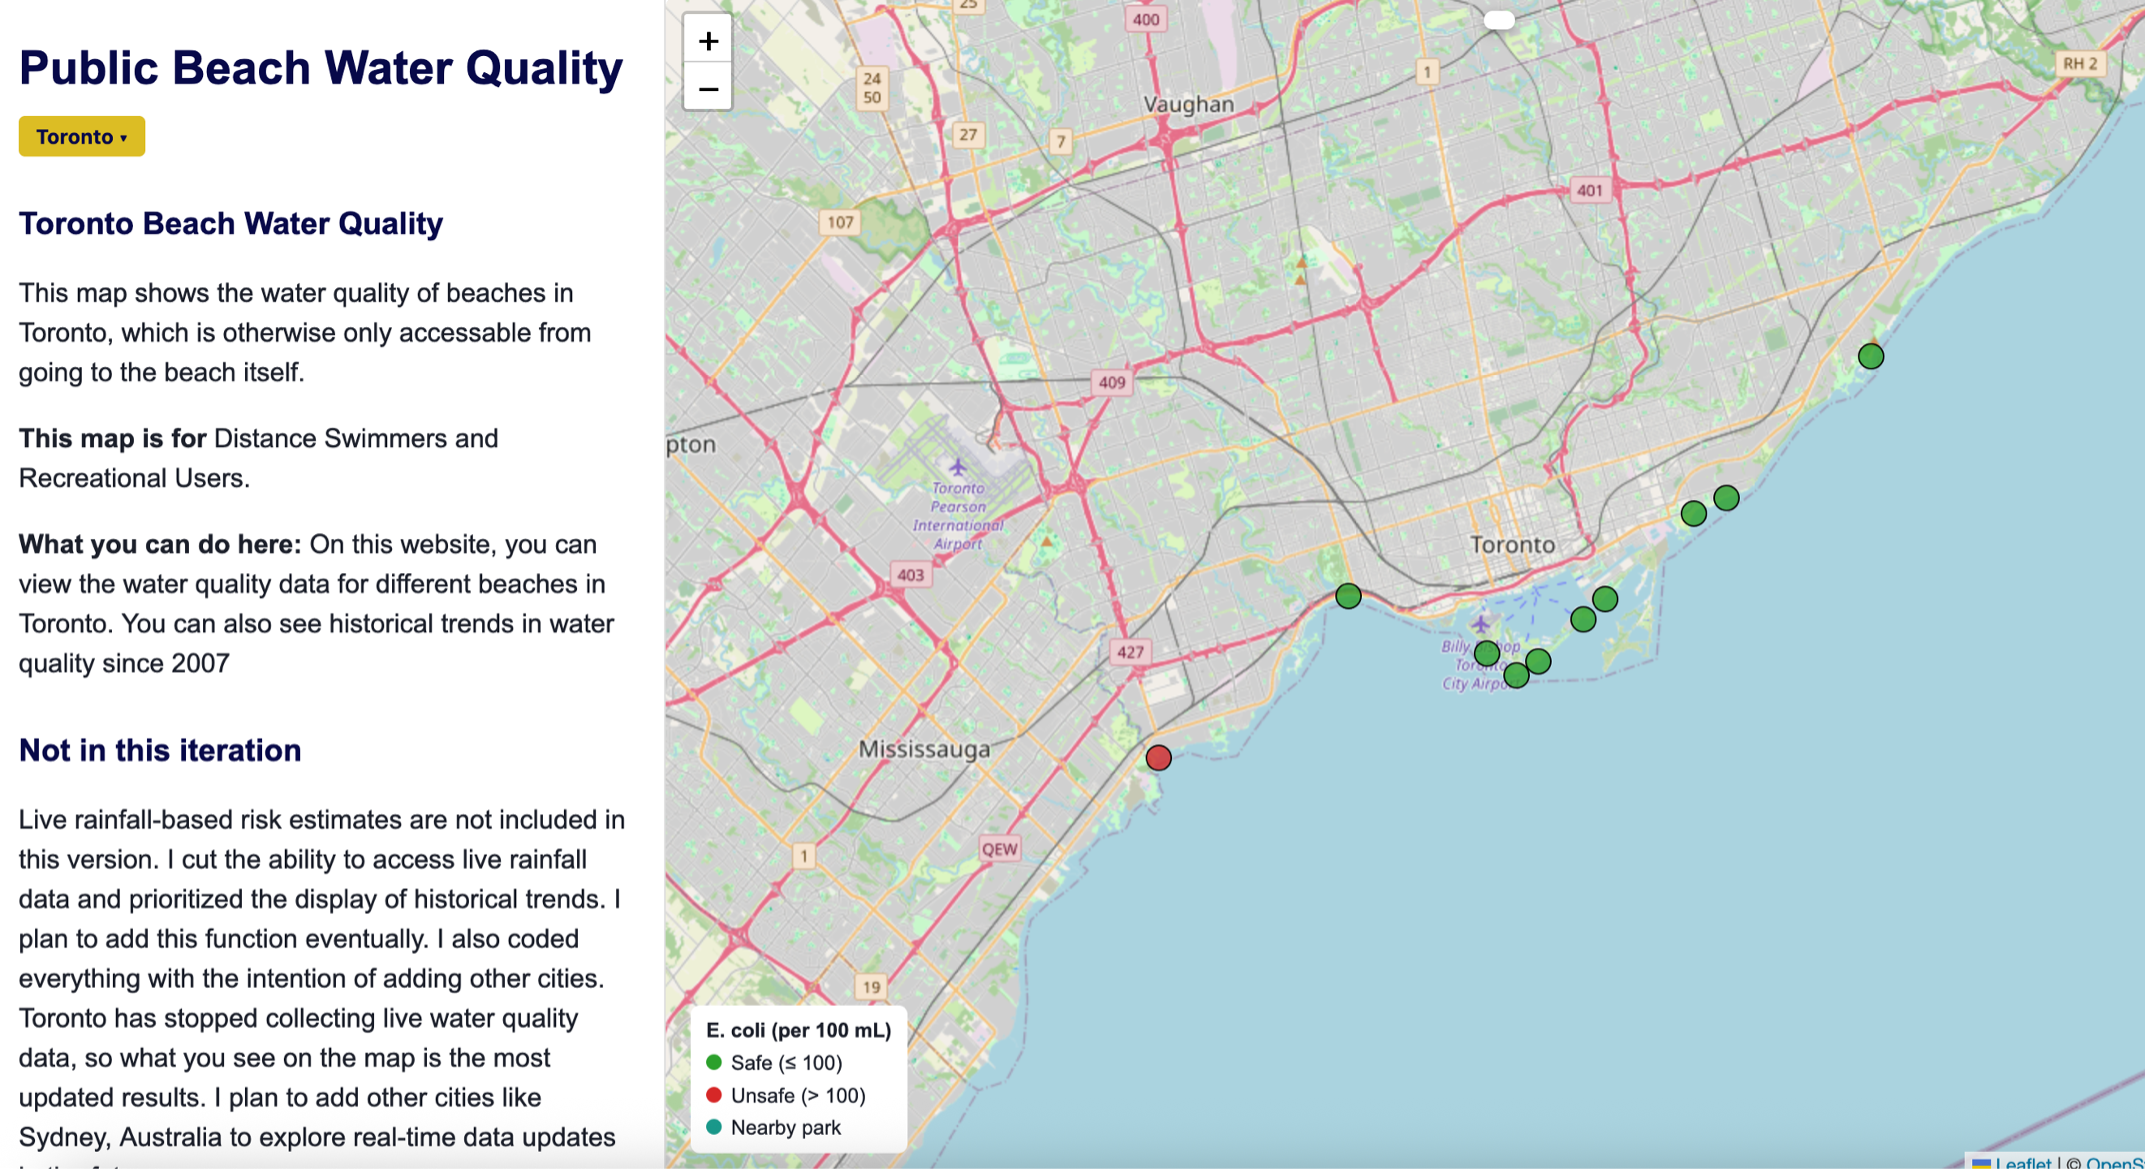 Public Beach Water Quality
Toronto ▾
Toronto Beach Water Quality
This map shows the water quality of beaches in
Toronto, which is otherwise only accessable from
going to the beach itself.
This map is for Distance Swimmers and
Recreational Users.
What you can do here: On this website, you can
view the water quality data for different beaches in
Toronto. You can also see historical trends in water
quality since 2007
Not in this iteration
Live rainfall-based risk estimates are not included in
this version. I cut the ability to access live rainfall
data and prioritized the display of historical trends. I
plan to add this function eventually. I also coded
everything with the intention of adding other cities.
Toronto has stopped collecting live water quality
data, so what you see on the map is the most
updated results. I plan to add other cities like
Sydney, Australia to explore real-time data updates
+
−
25
400
24
50
27
7
1
RH 2
Vaughan
107
401
409
pton
Toronto
Pearson
International
Airport
403
Toronto
427
Billy
City
Mississauga
QEW
1
19
E. coli (per 100 mL)
Safe (≤ 100)
Unsafe (> 100)
Nearby park
Leaflet | © OpenS